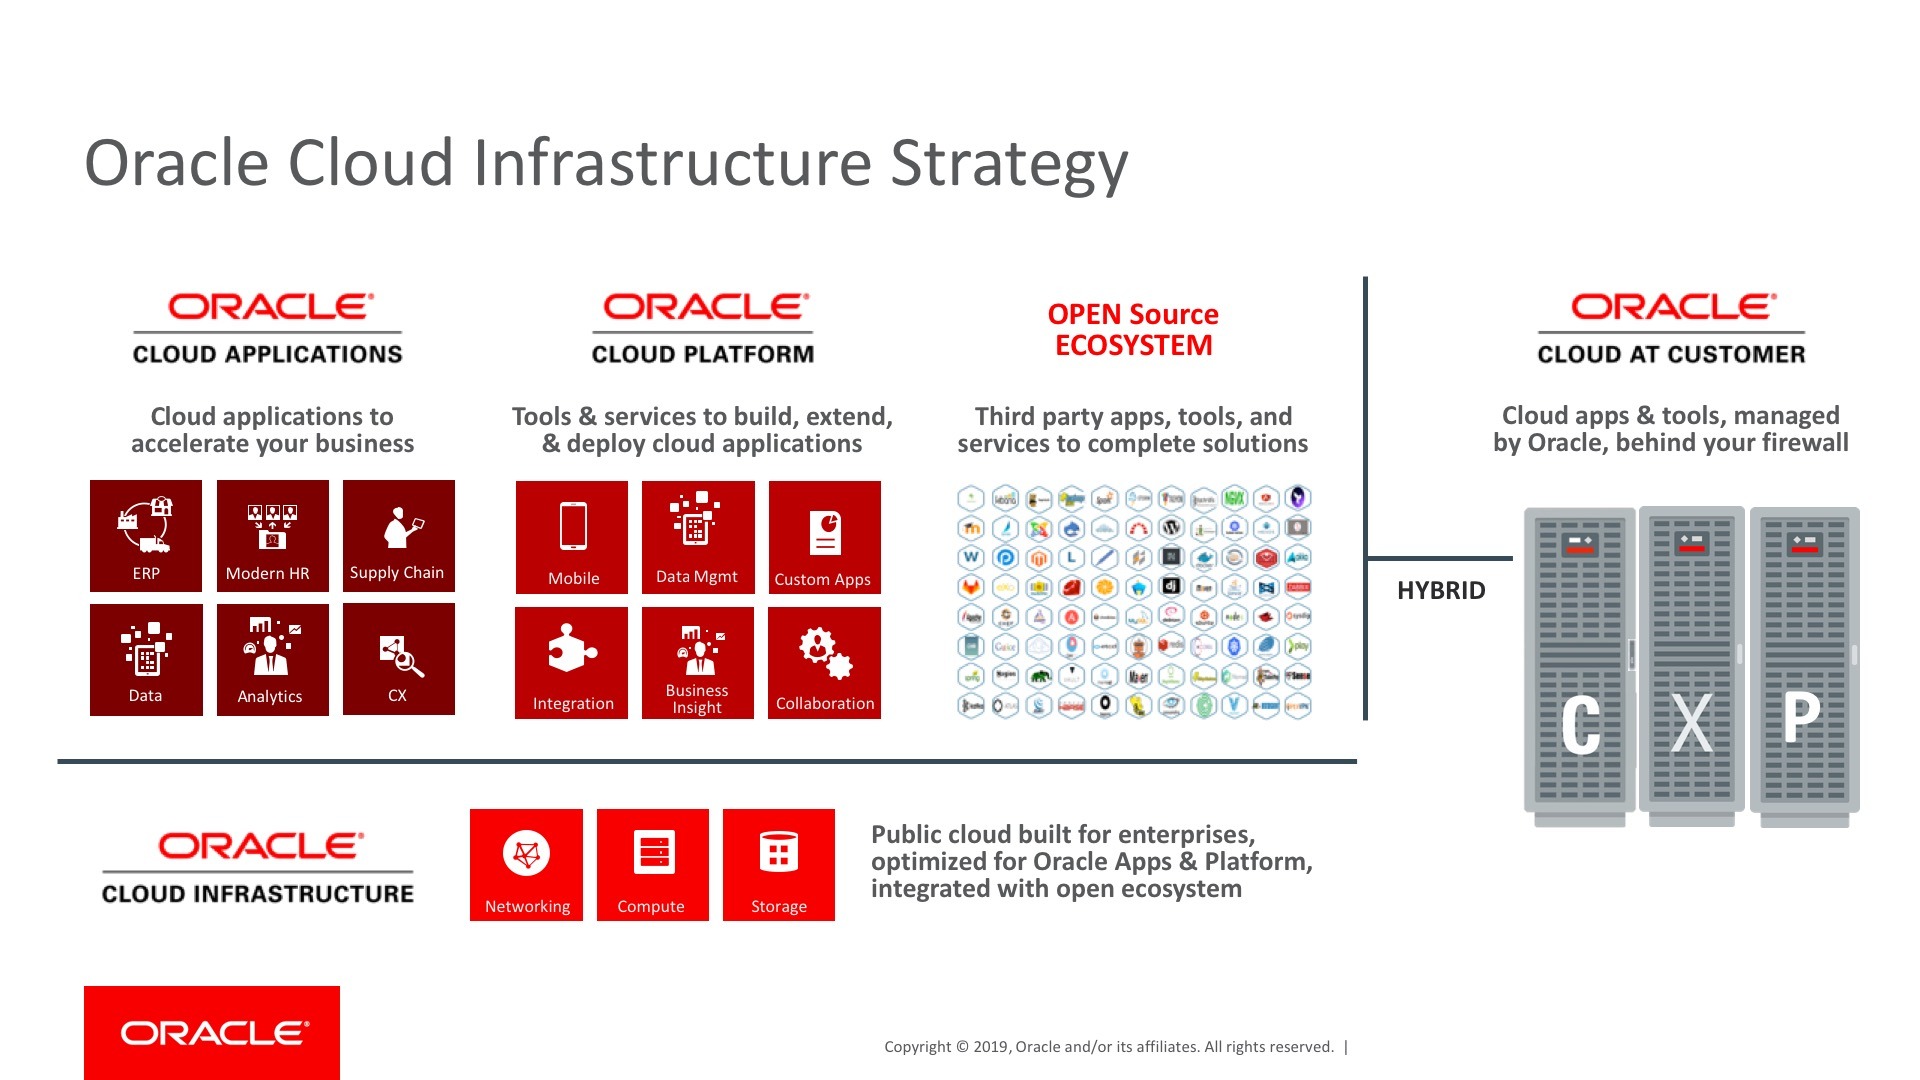 Oracle Cloud Infrastructure Strategy
ORACLE®
CLOUD APPLICATIONS
Cloud applications to
accelerate your business
ERP
Modern HR
Supply Chain
Data
Analytics
CX
ORACLE®
CLOUD PLATFORM
Tools & services to build, extend,
& deploy cloud applications
Mobile
Data Mgmt
Custom Apps
Integration
Business
Insight
Collaboration
OPEN Source
ECOSYSTEM
Third party apps, tools, and
services to complete solutions
HYBRID
ORACLE®
CLOUD AT CUSTOMER
Cloud apps & tools, managed
by Oracle, behind your firewall
C
X
P
ORACLE®
CLOUD INFRASTRUCTURE
Networking
Compute
Storage
Public cloud built for enterprises,
optimized for Oracle Apps & Platform,
integrated with open ecosystem
ORACLE®
Copyright © 2019, Oracle and/or its affiliates. All rights reserved. |